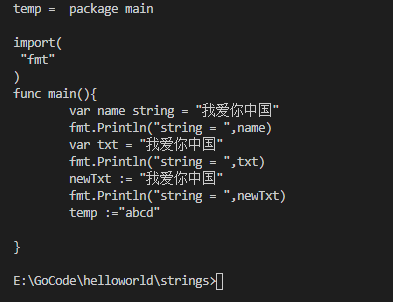 temp =  package main
import(
 "fmt"
)
func main(){
        var name string = "我爱你中国"
        fmt.Println("string = ",name)
        var txt = "我爱你中国"
        fmt.Println("string = ",txt)
        newTxt := "我爱你中国"
        fmt.Println("string = ",newTxt)
        temp :="abcd"
}
E:\GoCode\helloworld\strings>